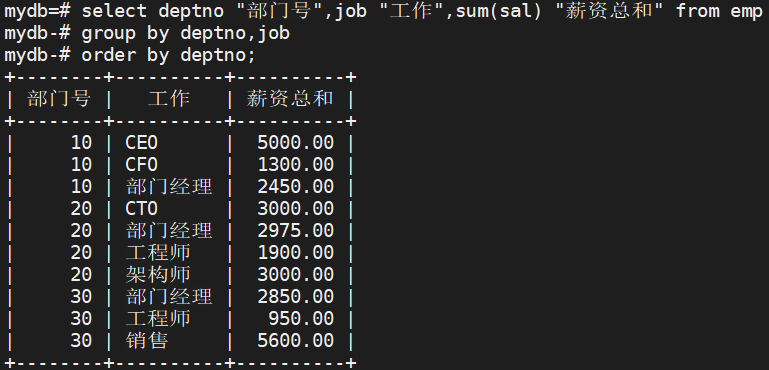 mydb=# select deptno "部门号",job "工作",sum(sal) "薪资总和" from emp
mydb-# group by deptno,job
mydb-# order by deptno;
+--------+----------+----------+
| 部门号 |   工作   | 薪资总和 |
+--------+----------+----------+
|     10 | CEO      |  5000.00 |
|     10 | CFO      |  1300.00 |
|     10 | 部门经理 |  2450.00 |
|     20 | CTO      |  3000.00 |
|     20 | 部门经理 |  2975.00 |
|     20 | 工程师   |  1900.00 |
|     20 | 架构师   |  3000.00 |
|     30 | 部门经理 |  2850.00 |
|     30 | 工程师   |   950.00 |
|     30 | 销售     |  5600.00 |
+--------+----------+----------+